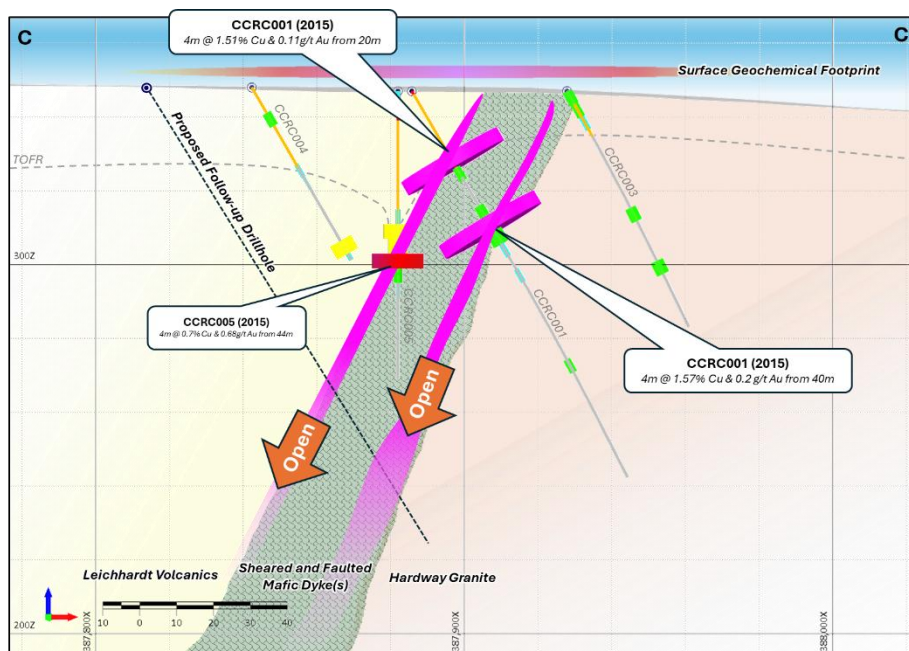 C
C
CCRC001 (2015)
4m @ 1.51% Cu & 0.11g/t Au from 20m
Surface Geochemical Footprint
TOFR
Proposed Follow-up Drillhole
CCRC004
CCRC003
300Z
CCRC005 (2015)
4m @ 0.7% Cu & 0.68g/t Au from 44m
CCRC005
CCRC001
CCRC001 (2015)
4m @ 1.57% Cu & 0.2 g/t Au from 40m
Open
Open
Leichhardt Volcanics
Sheared and Faulted
Mafic Dyke(s)
Hardway Granite
10 0 10 20 30 40
200Z
387,800X
387,900X
388,000X